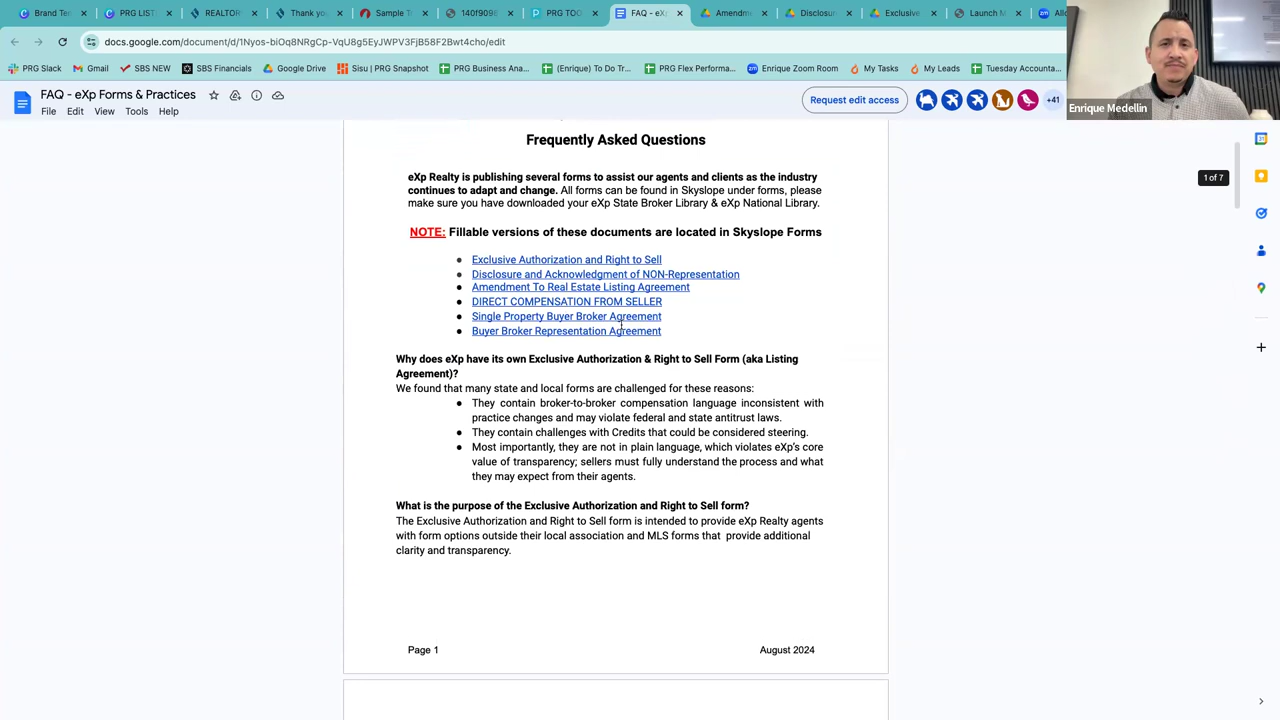 PRG LIST
REALTOR
Thank you
Sample T
14090S96
PRG TOO
FAQ - eX
Disclosur
Exclusive
Launch M
docs.google.com/document/d/1Nyos-biOq8NRgCp-VqU8g5EyJWPV3FjB58F2Bwt4cho/edit
PRG Slack Gmail SBS NEW SBS Financials Google Drive Sisu | PRG Snapshot PRG Business Ana... (Enrique) To Do Tr... PRG Flex Performa... Enrique Zoom Room My Tasks My Leads Tuesday Accounta...
FAQ - eXp Forms & Practices
File Edit View Tools Help
Request edit access
+41
Enrique Medellin
1 of 7
Frequently Asked Questions
eXp Realty is publishing several forms to assist our agents and clients as the industry
continues to adapt and change. All forms can be found in Skyslope under forms, please
make sure you have downloaded your eXp State Broker Library & eXp National Library.
NOTE: Fillable versions of these documents are located in Skyslope Forms
● Exclusive Authorization and Right to Sell
● Disclosure and Acknowledgment of NON-Representation
● Amendment To Real Estate Listing Agreement
● DIRECT COMPENSATION FROM SELLER
● Single Property Buyer Broker Agreement
● Buyer Broker Representation Agreement
Why does eXp have its own Exclusive Authorization & Right to Sell Form (aka Listing
Agreement)?
We found that many state and local forms are challenged for these reasons:
● They contain broker-to-broker compensation language inconsistent with
practice changes and may violate federal and state antitrust laws.
● They contain challenges with Credits that could be considered steering.
● Most importantly, they are not in plain language, which violates eXp's core
value of transparency; sellers must fully understand the process and what
they may expect from their agents.
What is the purpose of the Exclusive Authorization and Right to Sell form?
The Exclusive Authorization and Right to Sell form is intended to provide eXp Realty agents
with form options outside their local association and MLS forms that provide additional
clarity and transparency.
Page 1
August 2024